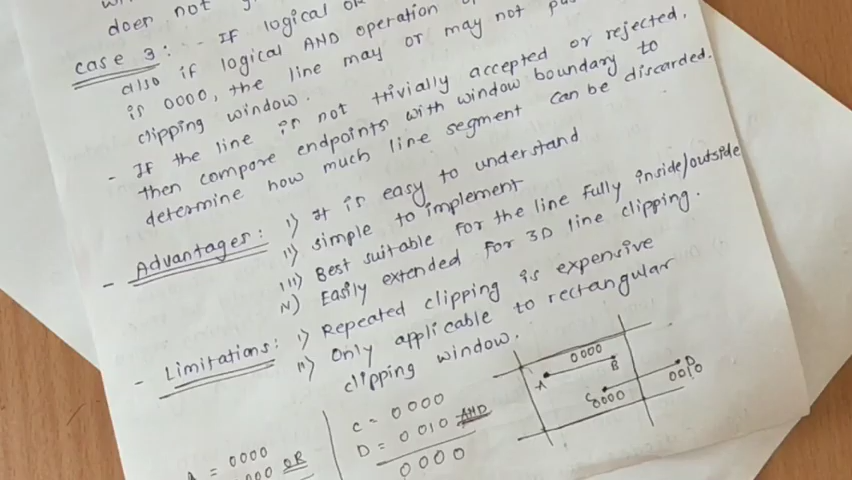 does not
case 3: - If logical OR
also if logical AND operation
is 0000, the line may or may not
clipping window.
- If the line is not trivially accepted or rejected.
then compare endpoints with window boundary to
determine how much line segment can be discarded.
- Advantages: i) It is easy to understand
ii) simple to implement
iii) Best suitable for the line fully inside/outside
iv) Easily extended for 3D line clipping.
- Limitations: i) Repeated clipping is expensive
ii) Only applicable to rectangular
clipping window.
0000
A B
C D
0000 0010
C = 0000
D = 0010 AND
0000
A = 0000
000 OR